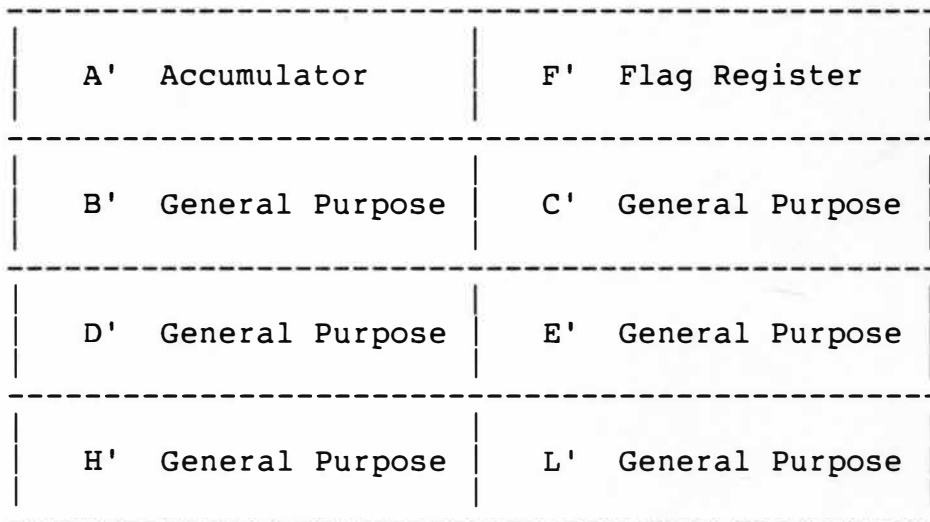 A' Accumulator F' Flag Register
B' General Purpose C' General Purpose
D' General Purpose E' General Purpose
H' General Purpose L' General Purpose